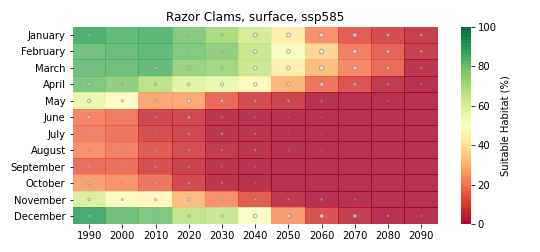 Razor Clams, surface, ssp585
January
February
March
April
May
June
July
August
September
October
November
December
1990 2000 2010 2020 2030 2040 2050 2060 2070 2080 2090
100
80
60
40
20
0
Suitable Habitat (%)